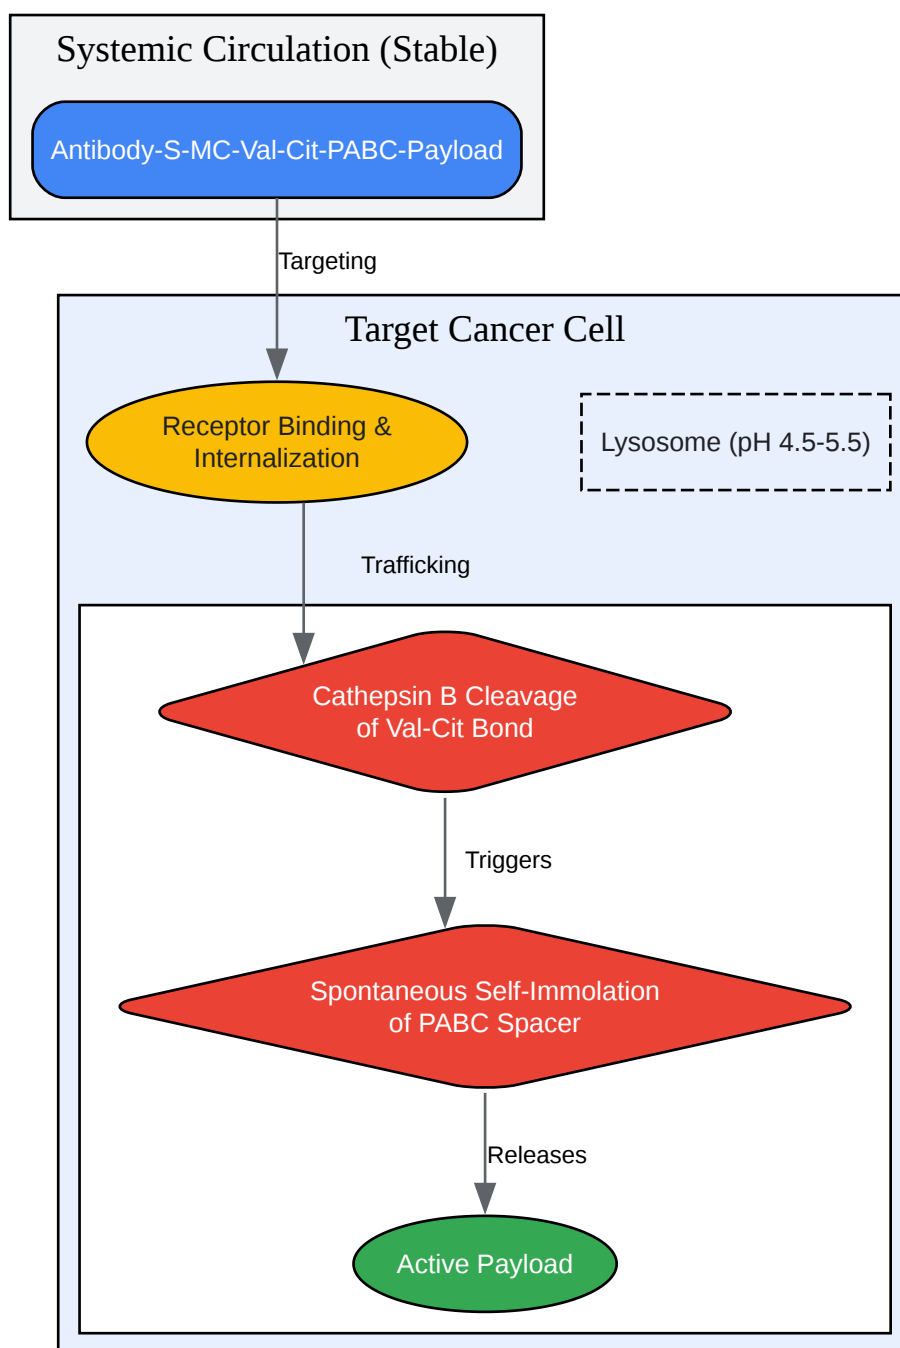 Systemic Circulation (Stable)
Antibody-S-MC-Val-Cit-PABC-Payload
Targeting
Target Cancer Cell
Receptor Binding &
Internalization
Lysosome (pH 4.5-5.5)
Trafficking
Cathepsin B Cleavage
of Val-Cit Bond
Triggers
Spontaneous Self-Immolation
of PABC Spacer
Releases
Active Payload